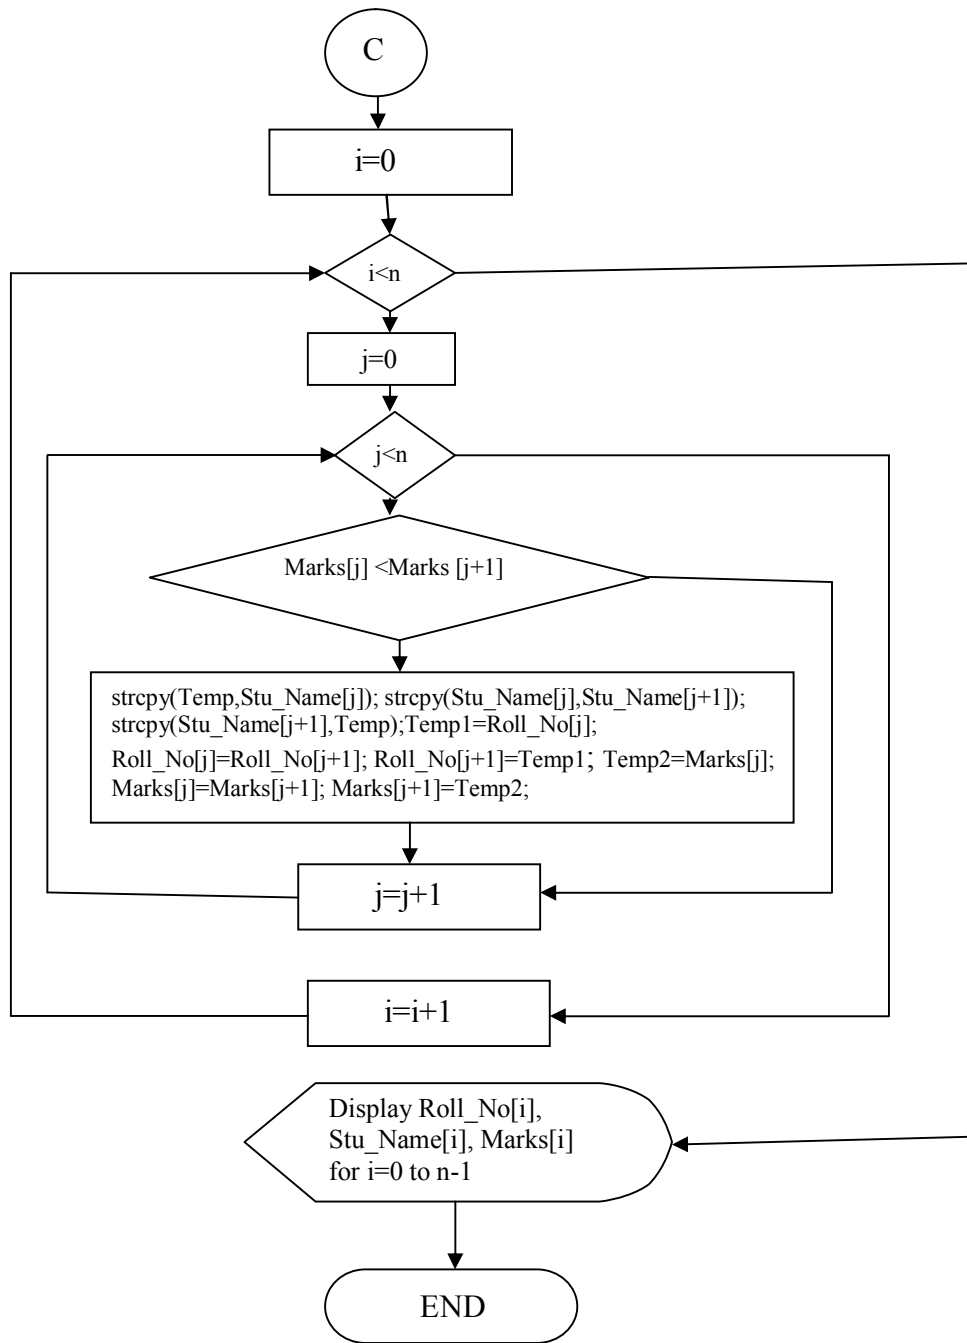 C
i=0
i<n
j=0
j<n
Marks[j] <Marks [j+1]
strcpy(Temp,Stu_Name[j]); strcpy(Stu_Name[j],Stu_Name[j+1]);
strcpy(Stu_Name[j+1],Temp);Temp1=Roll_No[j];
Roll_No[j]=Roll_No[j+1]; Roll_No[j+1]=Temp1; Temp2=Marks[j];
Marks[j]=Marks[j+1]; Marks[j+1]=Temp2;
j=j+1
i=i+1
Display Roll_No[i],
Stu_Name[i], Marks[i]
for i=0 to n-1
END